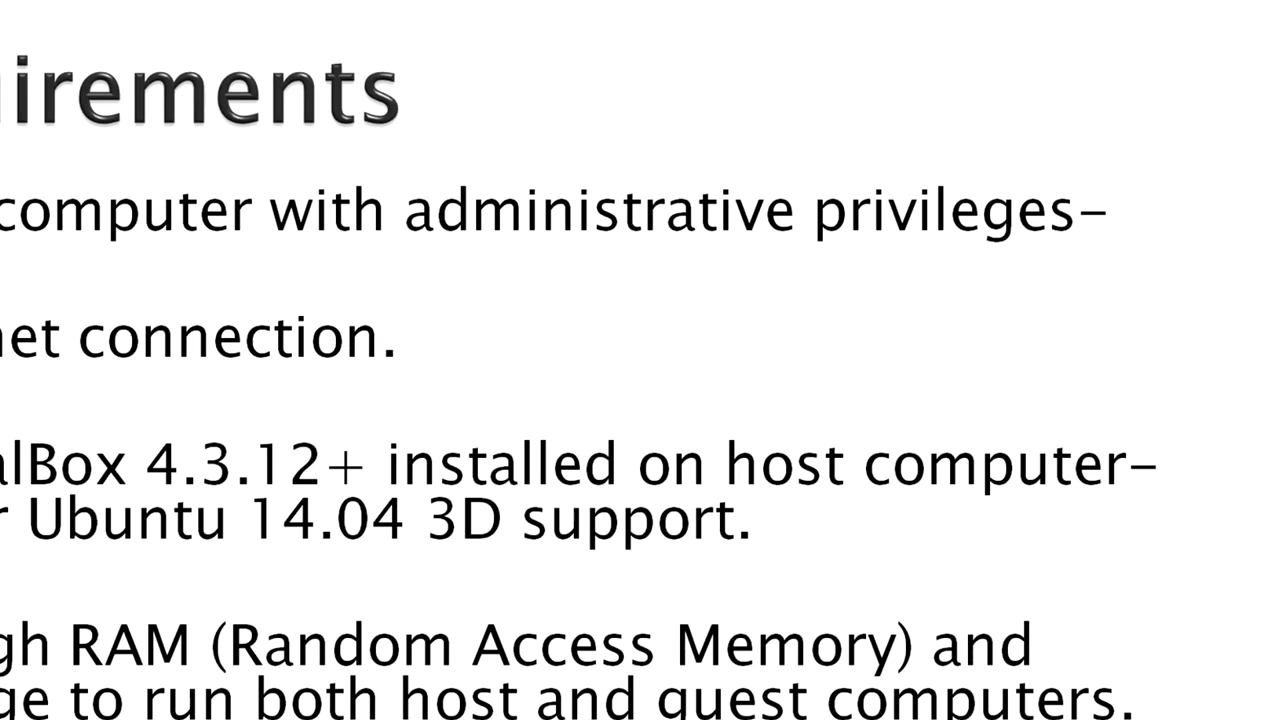 irements
computer with administrative privileges-
net connection.
alBox 4.3.12+ installed on host computer-
r Ubuntu 14.04 3D support.
gh RAM (Random Access Memory) and
ge to run both host and guest computers.